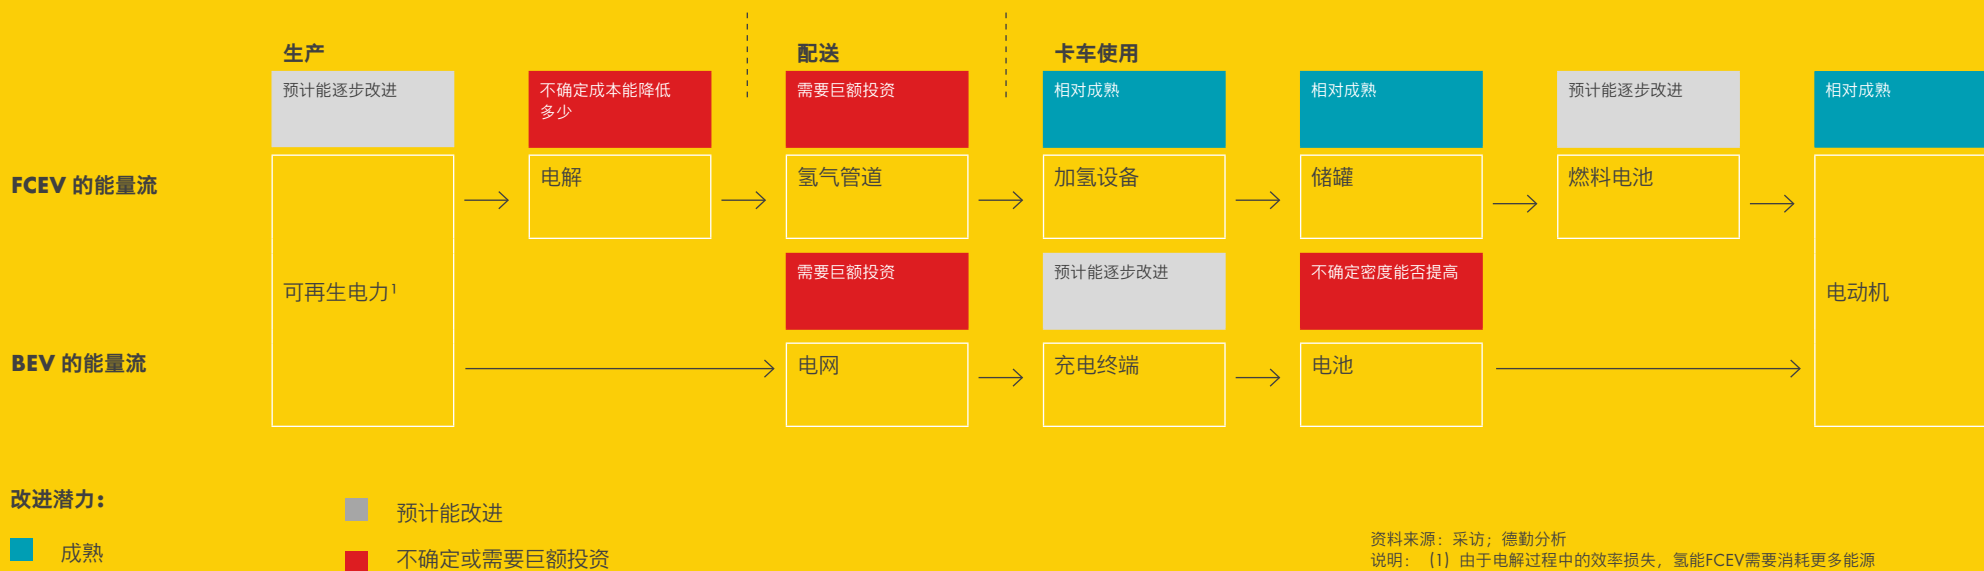 生产
配送
卡车使用
预计能逐步改进
不确定成本能降低
多少
需要巨额投资
相对成熟
相对成熟
预计能逐步改进
相对成熟
FCEV 的能量流
电解
氢气管道
加氢设备
储罐
燃料电池
需要巨额投资
预计能逐步改进
不确定密度能否提高
可再生电力¹
电动机
BEV 的能量流
电网
充电终端
电池
改进潜力：
预计能改进
成熟
不确定或需要巨额投资
资料来源：采访；德勤分析
说明： (1) 由于电解过程中的效率损失，氢能FCEV需要消耗更多能源